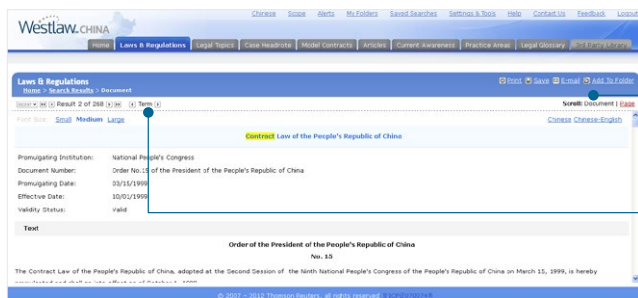 Chinese Scope Alerts My Folders Saved Searches Settings & Tools Help Contact Us Feedback Logout
Westlaw. CHINA
Home Laws & Regulations Legal Topics Case Headnote Model Contracts Articles Current Awareness Practice Areas Legal Glossary
Laws & Regulations
Print Save E-mail Add To Folder
Home > Search Results > Document
Result 2 of 268 Term
Scroll: Document | Page
Font Size: Small Medium Large
Chinese Chinese-English
Contract Law of the People's Republic of China
Promulgating Institution: National People's Congress
Document Number: Order No.15 of the President of the People's Republic of China
Promulgating Date: 03/15/1999
Effective Date: 10/01/1999
Validity Status: Valid
Text
Order of the President of the People's Republic of China
No. 15
The Contract Law of the People's Republic of China, adopted at the Second Session of the Ninth National People's Congress of the People's Republic of China on March 15, 1999, is hereby
© 2007 - 2012 Thomson Reuters, all rights reserved